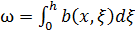 ω = ∫₀ʰ b(x, ξ)dξ